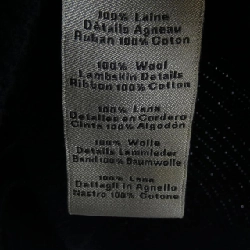 100% Laine
Détails Agneau
Ruban 100% Coton
100% Wool
Lambskin Details
Ribbon 100% Cotton
100% Lana
Detalles en Cordero
Cinta 100% Algodón
100% Wolle
Details Lammleder
Band 100% Baumwolle
100% Lana
Dettagli in Agnello
Nastro 100% Cotone